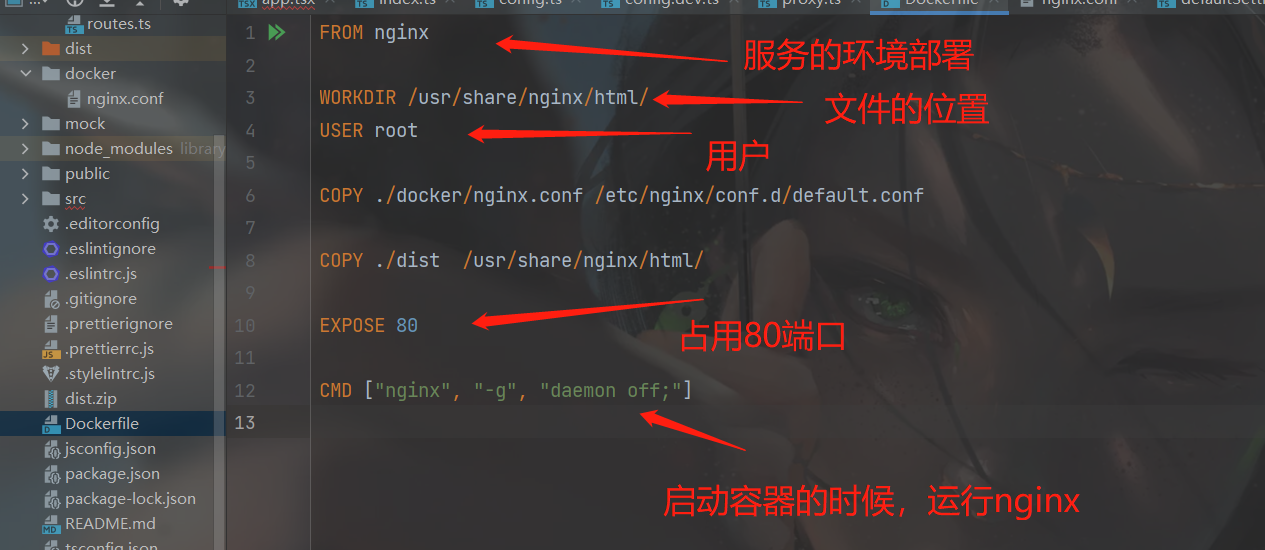 app.tsx index.ts config.ts config.dev.ts proxy.ts Dockerfile nginx.conf
routes.ts
dist
docker
nginx.conf
mock
node_modules library
public
src
.editorconfig
.eslintignore
.eslintrc.js
.gitignore
.prettierignore
.prettierrc.js
.stylelintrc.js
dist.zip
Dockerfile
jsconfig.json
package.json
package-lock.json
README.md
tsconfig.json
1 FROM nginx
服务的环境部署
2
3 WORKDIR /usr/share/nginx/html/
文件的位置
4 USER root
用户
5
6 COPY ./docker/nginx.conf /etc/nginx/conf.d/default.conf
7
8 COPY ./dist  /usr/share/nginx/html/
9
10 EXPOSE 80
占用80端口
11
12 CMD ["nginx", "-g", "daemon off;"]
13
启动容器的时候，运行nginx